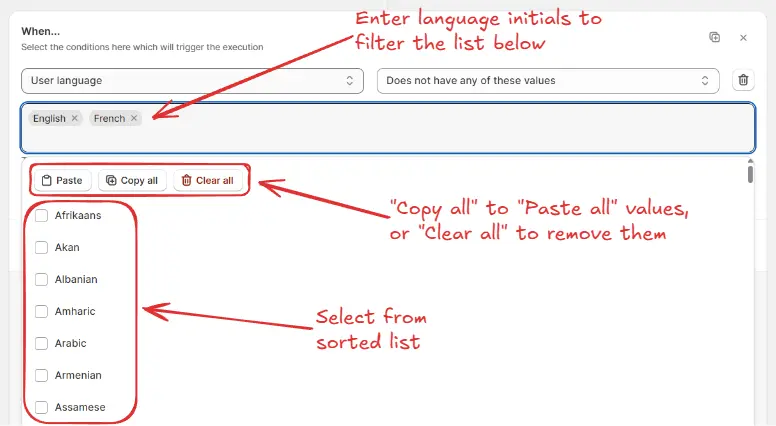 Enter language initials to
filter the list below
When...
Select the conditions here which will trigger the execution
User language
Does not have any of these values
English
French
Paste
Copy all
Clear all
"Copy all" to "Paste all" values,
or "Clear all" to remove them
Afrikaans
Akan
Albanian
Amharic
Arabic
Armenian
Assamese
Select from
sorted list